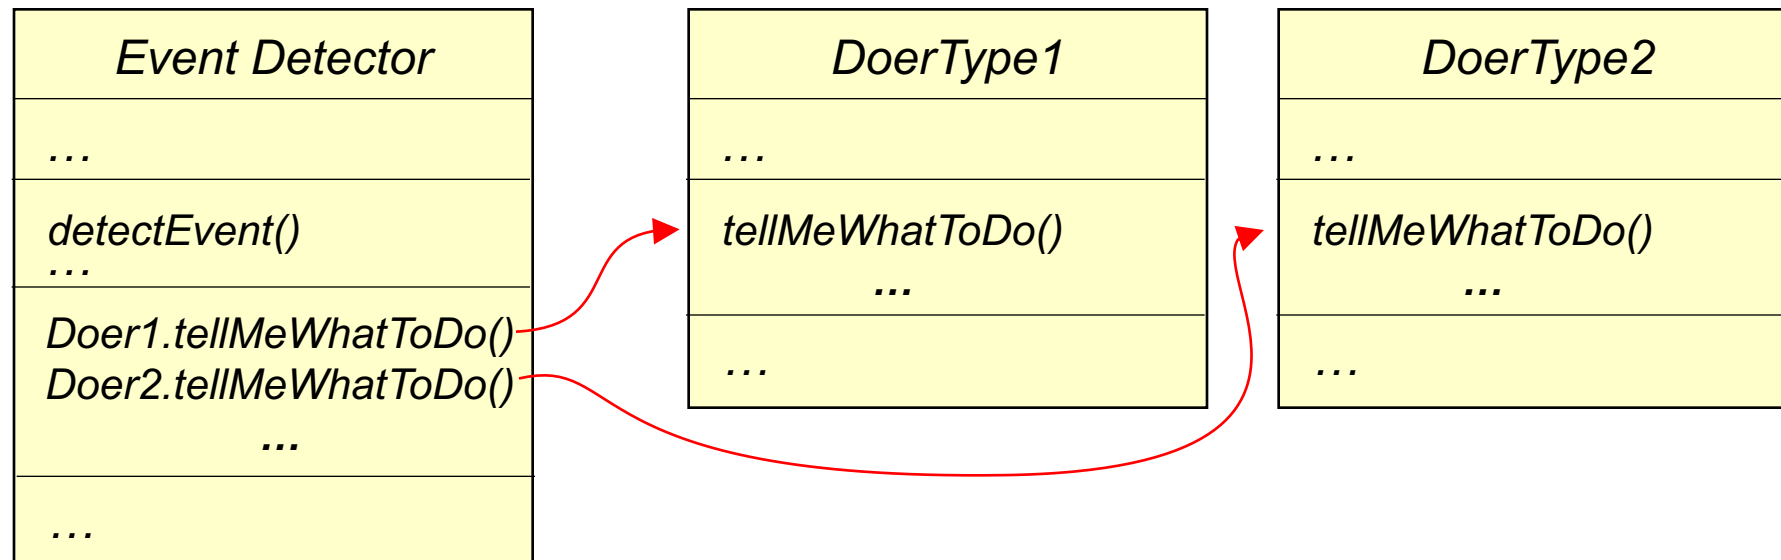 Event Detector
…
detectEvent()
…
Doer1.tellMeWhatToDo()
Doer2.tellMeWhatToDo()
…
…
DoerType1
…
tellMeWhatToDo()
…
…
DoerType2
…
tellMeWhatToDo()
…
…